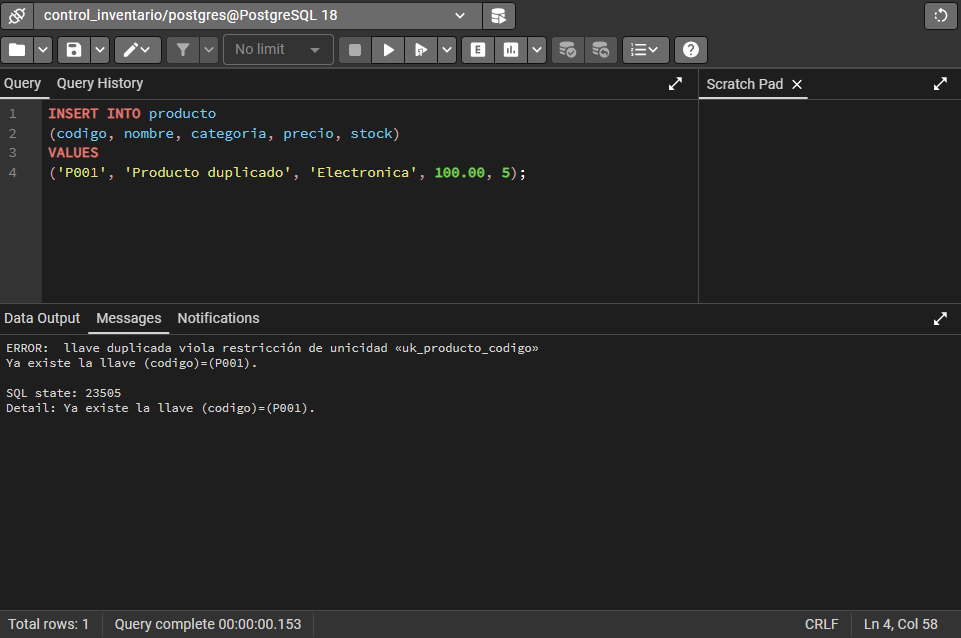 control_inventario/postgres@PostgreSQL 18
No limit
E
Query
Query History
Scratch Pad
1 INSERT INTO producto
2 (codigo, nombre, categoria, precio, stock)
3 VALUES
4 ('P001', 'Producto duplicado', 'Electronica', 100.00, 5);
Data Output
Messages
Notifications
ERROR:  llave duplicada viola restricción de unicidad «uk_producto_codigo»
Ya existe la llave (codigo)=(P001).
SQL state: 23505
Detail: Ya existe la llave (codigo)=(P001).
Total rows: 1
Query complete 00:00:00.153
CRLF
Ln 4, Col 58